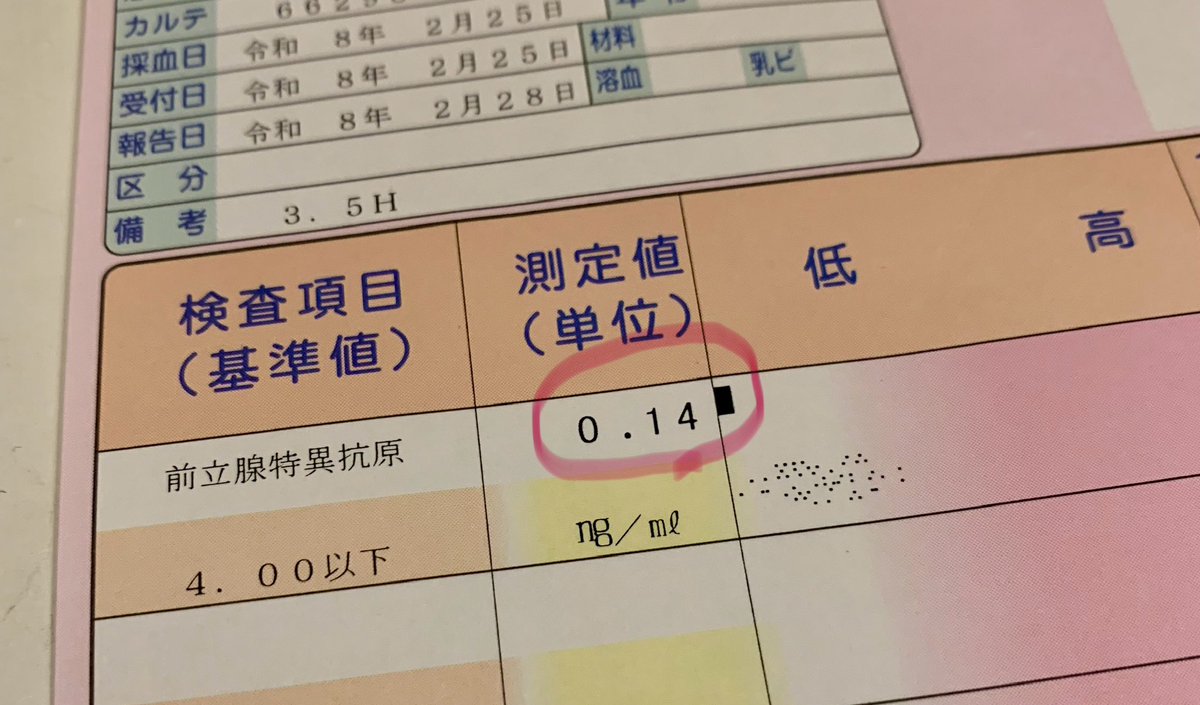 カルテ
採血日 令和 8年 2月25日 材料
受付日 令和 8年 2月25日 溶血 乳ビ
報告日 令和 8年 2月28日
区 分
備 考 3. 5H
検査項目 測定値 低 高
(基準値) (単位)
前立腺特異抗原 0.14
4. 00以下 ng/mℓ